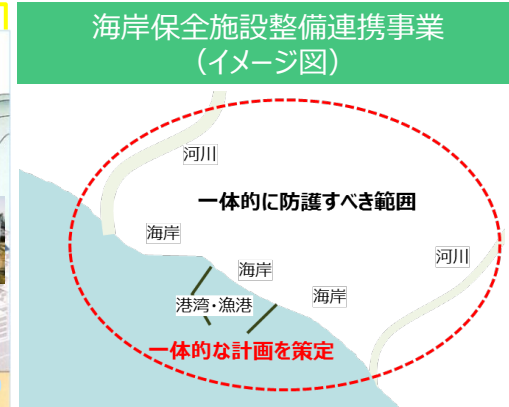 海岸保全施設整備連携事業
（イメージ図）
河川
一体的に防護すべき範囲
海岸
河川
海岸
港湾・漁港
海岸
一体的な計画を策定